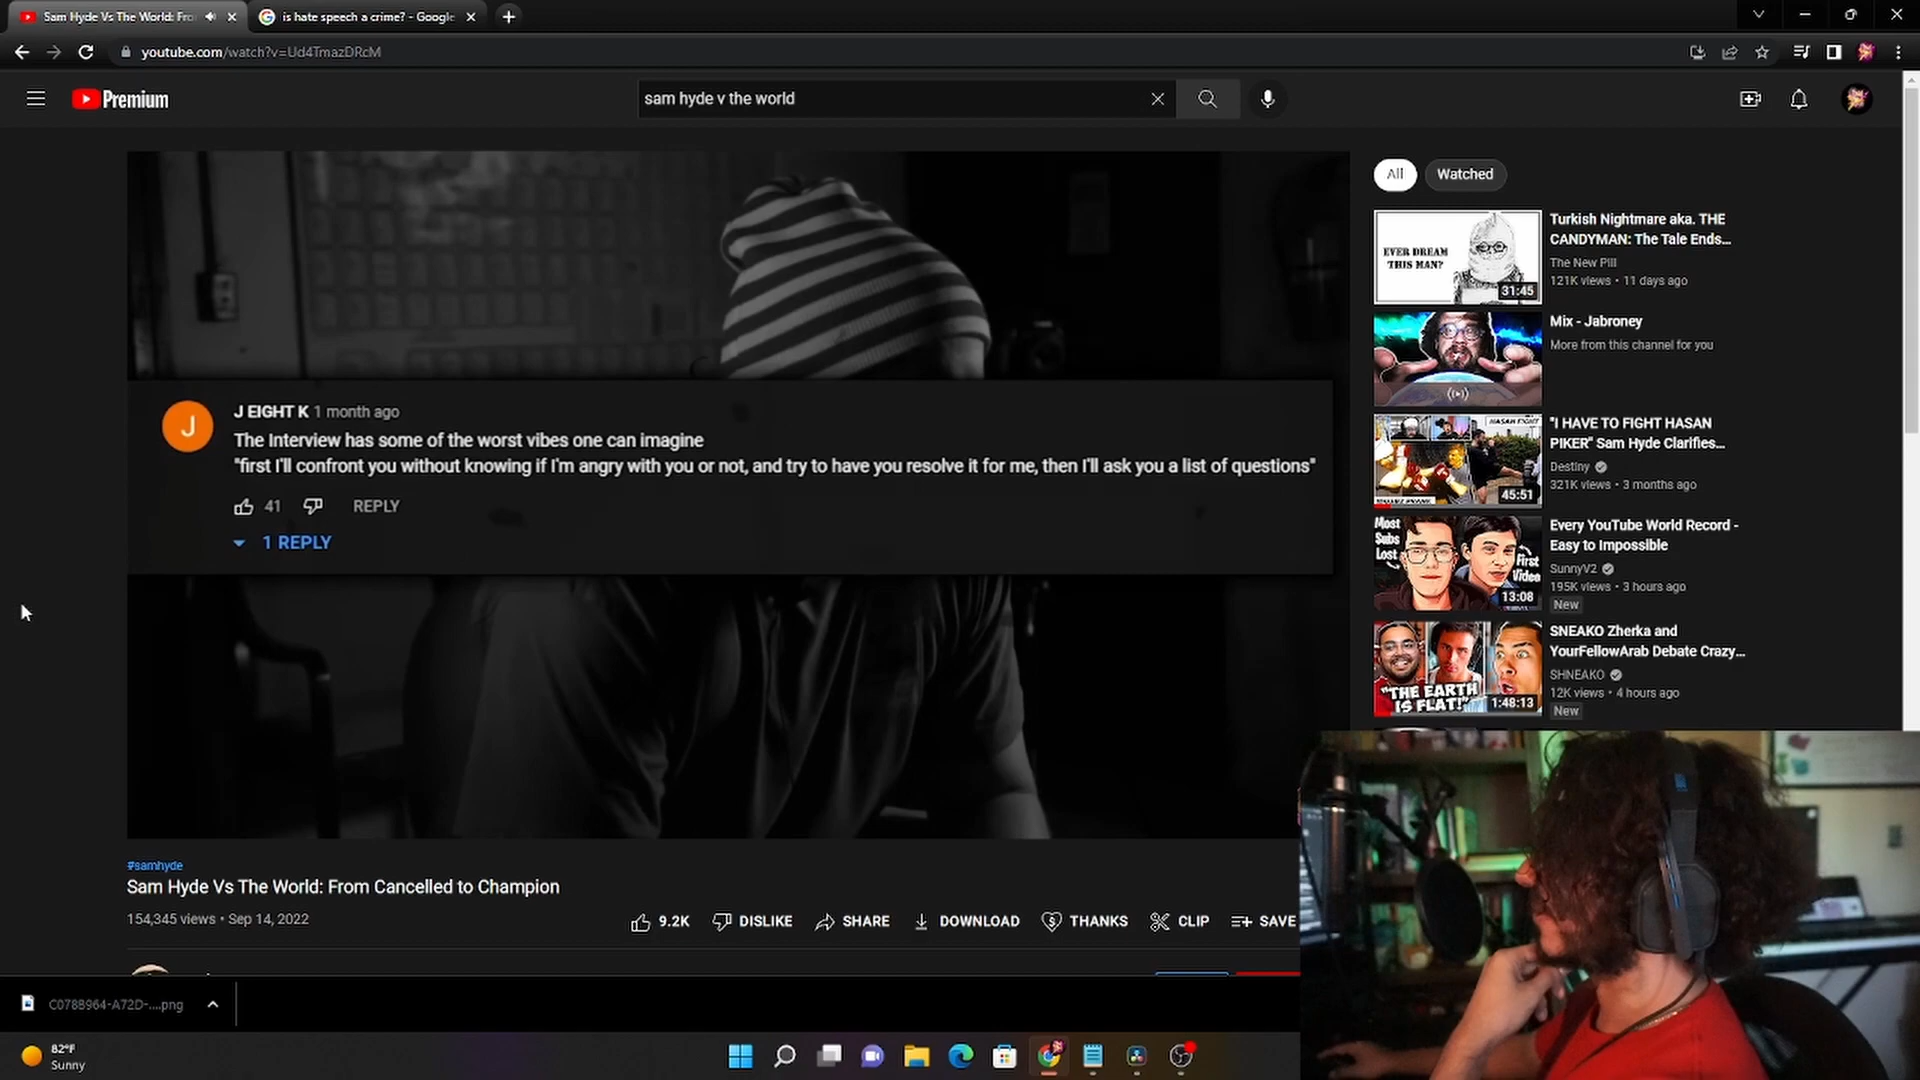 Sam Hyde Vs The World: Fro
is hate speech a crime? - Google
youtube.com/watch?v=Ud4TmazDRcM
Premium
sam hyde v the world
All
Watched
EVER DREAM
THIS MAN?
31:45
Turkish Nightmare aka. THE
CANDYMAN: The Tale Ends...
The New Pill
121K views • 11 days ago
Mix - Jabroney
More from this channel for you
J
J EIGHT K 1 month ago
The Interview has some of the worst vibes one can imagine
"first I'll confront you without knowing if I'm angry with you or not, and try to have you resolve it for me, then I'll ask you a list of questions"
41
REPLY
1 REPLY
HASAN FIGHT
45:51
"I HAVE TO FIGHT HASAN
PIKER" Sam Hyde Clarifies...
Destiny
321K views • 3 months ago
Most
Subs
Lost
First
Video
13:08
Every YouTube World Record -
Easy to Impossible
SunnyV2
195K views • 3 hours ago
New
"THE EARTH
IS FLAT!"
1:48:13
SNEAKO Zherka and
YourFellowArab Debate Crazy...
SHNEAKO
12K views • 4 hours ago
New
#samhyde
Sam Hyde Vs The World: From Cancelled to Champion
154,345 views • Sep 14, 2022
9.2K
DISLIKE
SHARE
DOWNLOAD
THANKS
CLIP
SAVE
C0788964-A72D-....png
82°F
Sunny